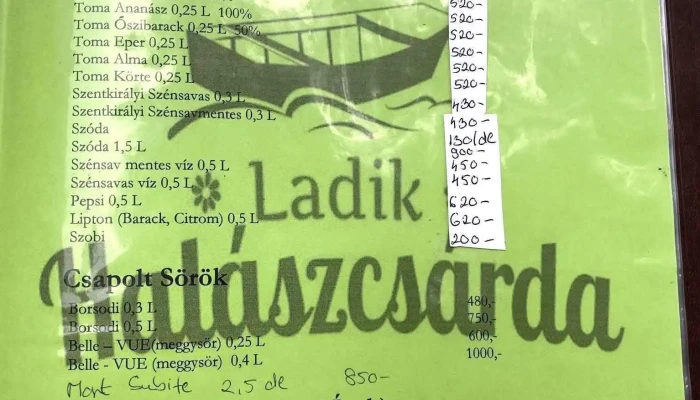 Toma Ananász 0,25 L 100% 520-
Toma Őszibarack 0,25 L 50% 520-
Toma Eper 0,25 L 520-
Toma Alma 0,25 L 520-
Toma Körte 0,25 L 520-
Szentkirályi Szénsavas 0,3 L 430-
Szentkirályi Szénsavmentes 0,3 L 430-
Szóda 130/de
Szóda 1,5 L 900-
Szénsav mentes víz 0,5 L 450-
Szénsavas víz 0,5 L 450-
Pepsi 0,5 L 620-
Lipton (Barack, Citrom) 0,5 L 620-
Szobi 200-
Ladik
Halászcsárda
Csapolt Sörök
Borsodi 0,3 L 480,-
Borsodi 0,5 L 750,-
Belle – VUE(meggysör) 0,25 L 600,-
Belle - VUE (meggysör) 0,4 L 1000,-
Mort Subite 2,5 de 850-